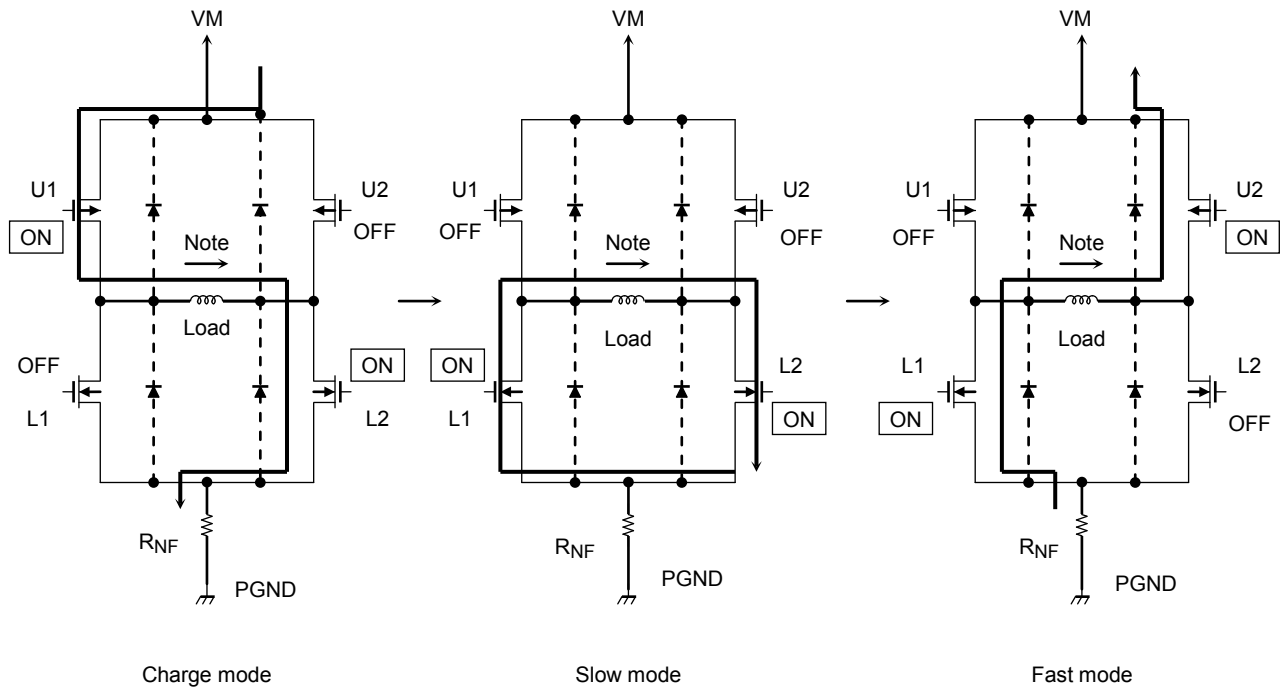 VM
U1
ON
U2
OFF
Note
Load
OFF
L1
ON
L2
RNF
PGND
Charge mode
VM
U1
OFF
U2
OFF
Note
Load
ON
L1
L2
ON
RNF
PGND
Slow mode
VM
U1
OFF
U2
ON
Note
Load
L1
ON
L2
OFF
RNF
PGND
Fast mode